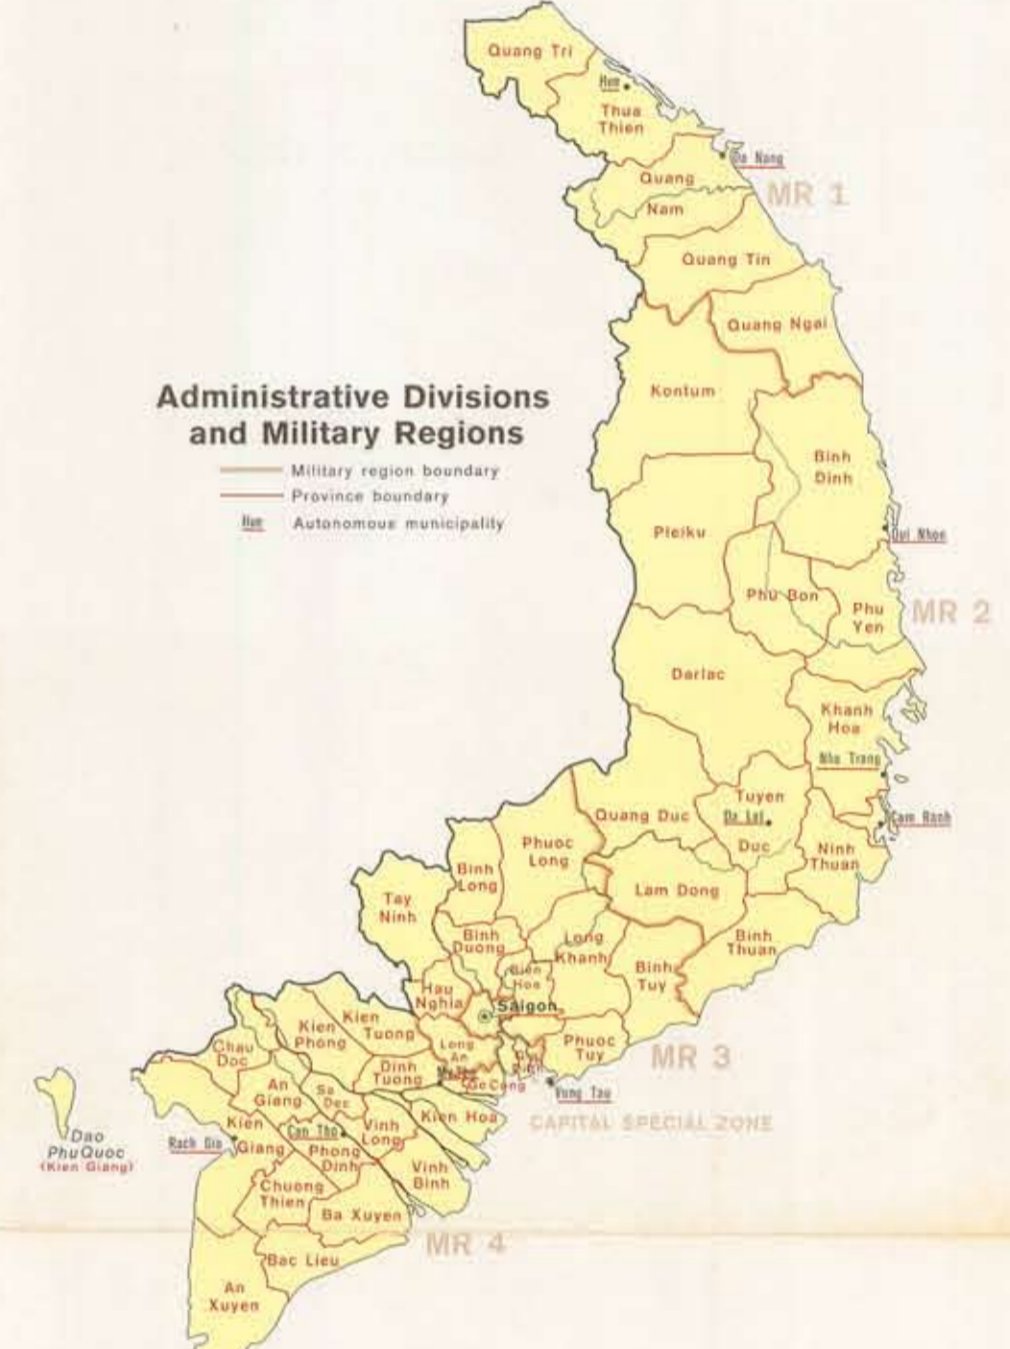 Quang Tri
Hue
Thua
Thien
Da Nang
Quang
Nam
MR 1
Quang Tin
Quang Ngai
Kontum
Administrative Divisions
and Military Regions
Military region boundary
Province boundary
Hue Autonomous municipality
Binh
Dinh
Pleiku
Qui Nhon
Phu Bon
Phu
Yen
MR 2
Darlac
Khanh
Hoa
Nha Trang
Tuyen
Da Lat
Duc
Cam Ranh
Quang Duc
Ninh
Thuan
Phuoc
Long
Binh
Long
Lam Dong
Tay
Ninh
Binh
Duong
Long
Khanh
Binh
Thuan
Binh
Tuy
Bien
Hoa
Hau
Nghia
Saigon
Kien
Tuong
Kien
Phong
Long
An
Phuoc
Tuy
MR 3
Chau
Doc
Dinh
Tuong
My Tho
Go Cong
Vung Tau
An
Giang
Sa
Dec
Kien Hoa
CAPITAL SPECIAL ZONE
Kien
Giang
Can Tho
Vinh
Long
Rach Gia
Dao
PhuQuoc
(Kien Giang)
Phong
Dinh
Vinh
Binh
Chuong
Thien
Ba Xuyen
MR 4
Bac Lieu
An
Xuyen